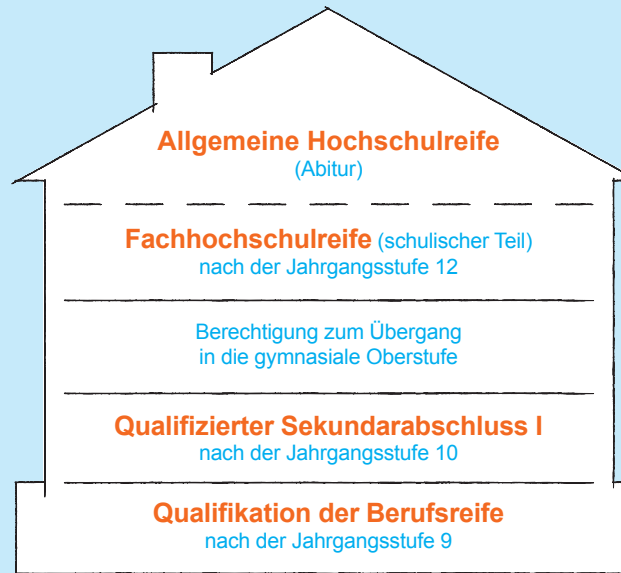 Allgemeine Hochschulreife
(Abitur)
Fachhochschulreife (schulischer Teil)
nach der Jahrgangsstufe 12
Berechtigung zum Übergang
in die gymnasiale Oberstufe
Qualifizierter Sekundarabschluss I
nach der Jahrgangsstufe 10
Qualifikation der Berufsreife
nach der Jahrgangsstufe 9